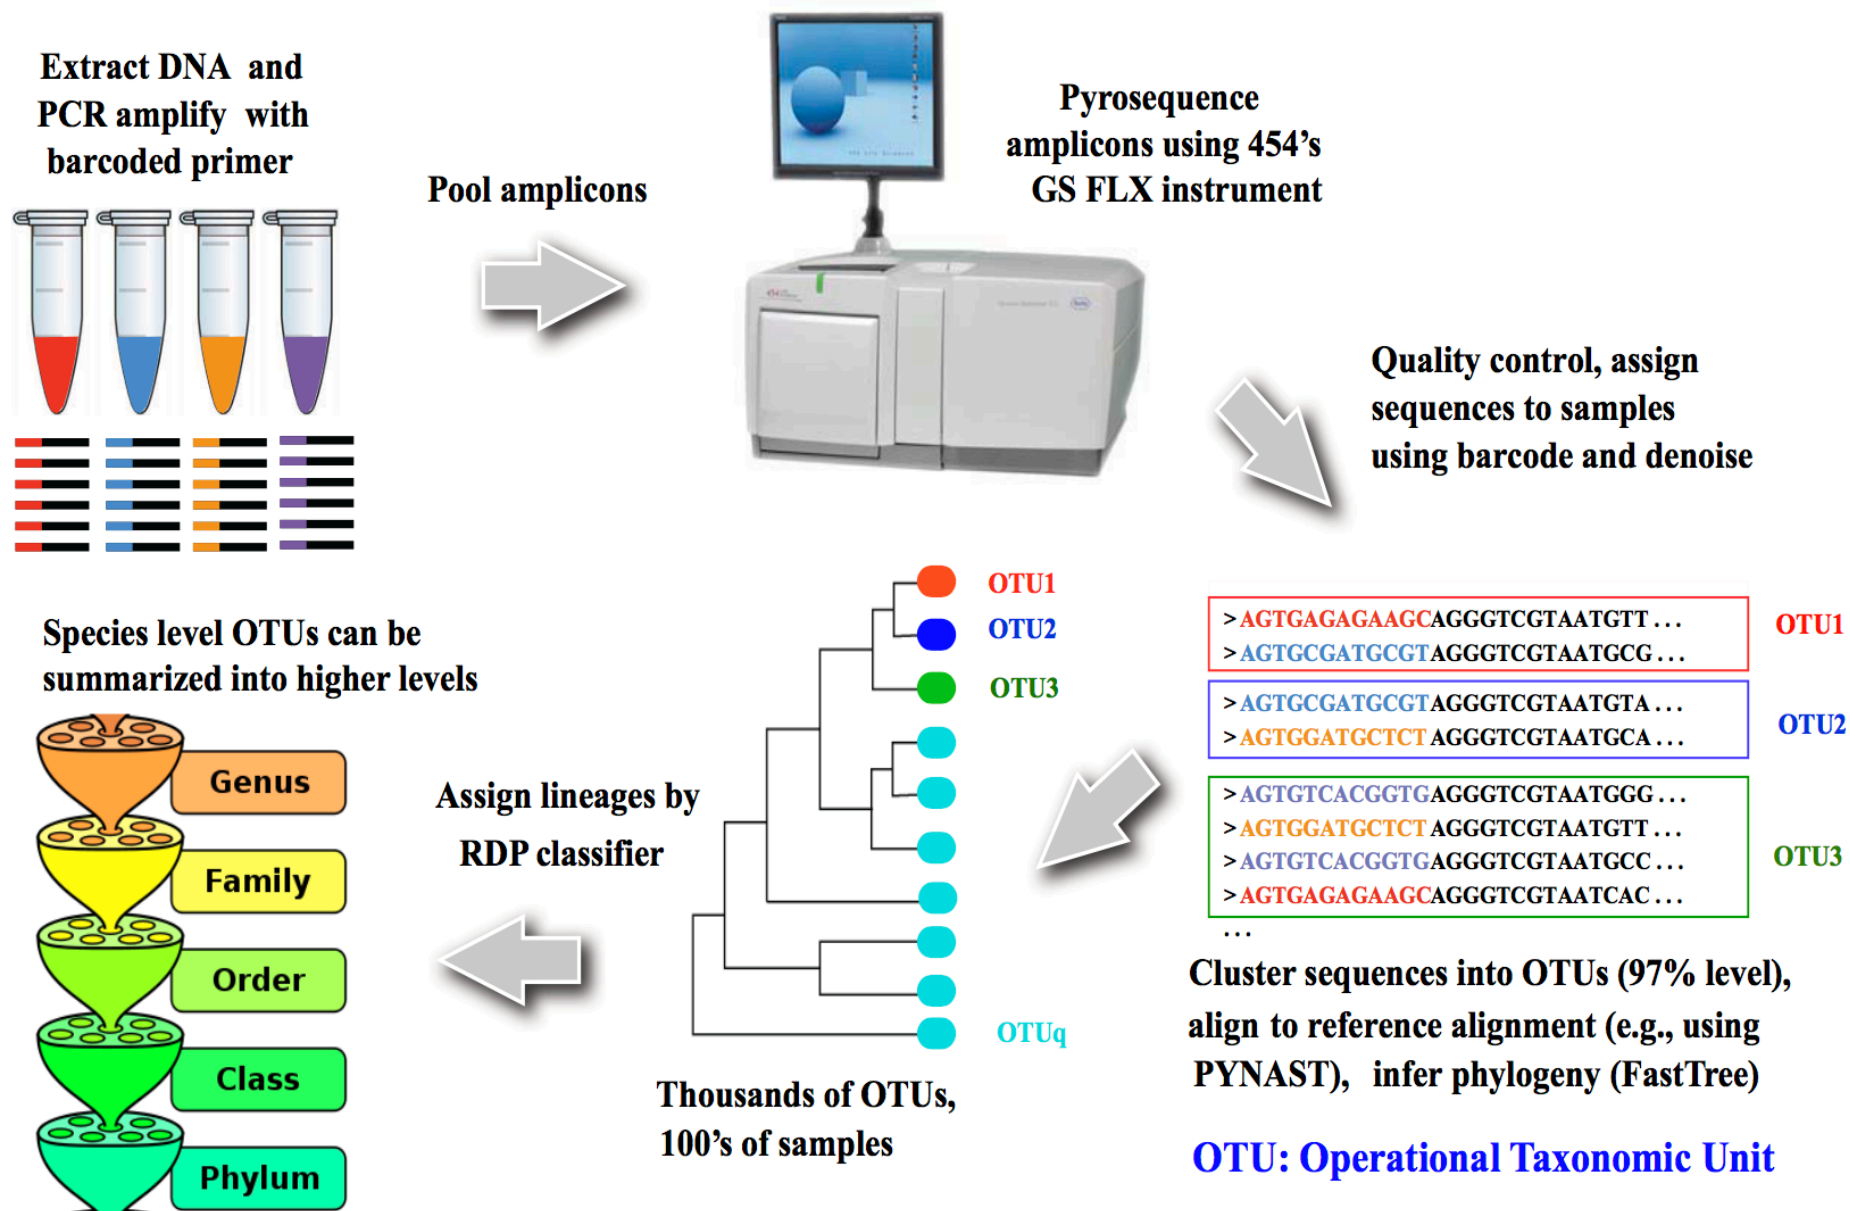 Extract DNA and
PCR amplify with
barcoded primer
Pool amplicons
Pyrosequence
amplicons using 454’s
GS FLX instrument
Quality control, assign
sequences to samples
using barcode and denoise
>AGTGAGAGAAGCAGGGTCGTAATGTT...
>AGTGCGATGCGTAGGGTCGTAATGCG...
OTU1
>AGTGCGATGCGTAGGGTCGTAATGTA...
>AGTGGATGCTCTAGGGTCGTAATGCA...
OTU2
>AGTGTCACGGTGAGGGTCGTAATGGG...
>AGTGGATGCTCTAGGGTCGTAATGTT...
>AGTGTCACGGTGAGGGTCGTAATGCC...
>AGTGAGAGAAGCAGGGTCGTAATCAC...
OTU3
...
Cluster sequences into OTUs (97% level),
align to reference alignment (e.g., using
PYNAST), infer phylogeny (FastTree)
OTU: Operational Taxonomic Unit
OTU1
OTU2
OTU3
OTUq
Thousands of OTUs,
100’s of samples
Assign lineages by
RDP classifier
Species level OTUs can be
summarized into higher levels
Genus
Family
Order
Class
Phylum